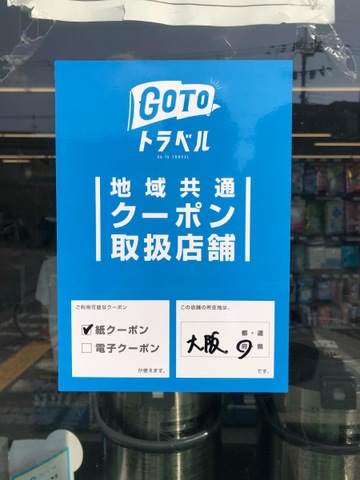 GOTO
トラベル
Go To TRAVEL
地域共通
クーポン
取扱店舗
ご利用可能なクーポン
✓紙クーポン
□電子クーポン
が使えます。
この店舗の所在地は、
大阪
都・道
府・県
です。